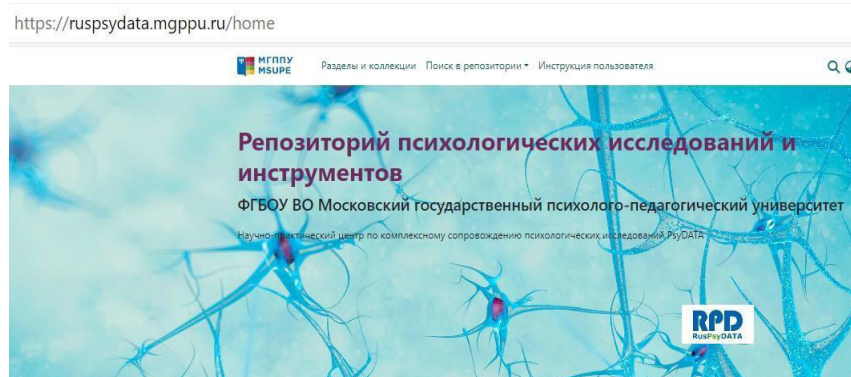 https://ruspsydata.mgppu.ru/home
МГППУ
MSUPE
Разделы и коллекции Поиск в репозитории Инструкция пользователя
Репозиторий психологических исследований и
инструментов
ФГБОУ ВО Московский государственный психолого-педагогический университет
Научно-практический центр по комплексному сопровождению психологических исследований PsyDATA
RPD
RusPsyDATA